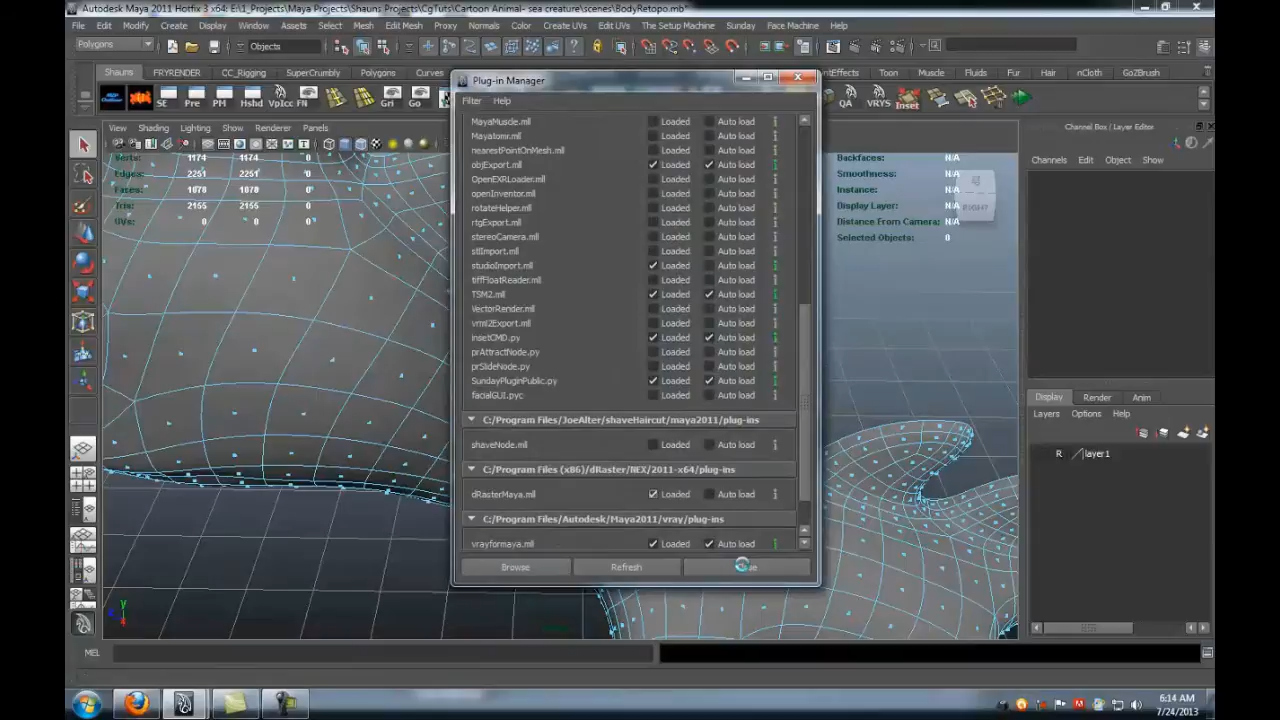 Autodesk Maya 2011 Hotfix 3 x64: E:\1_Projects\Maya Projects\Shauns Projects\CgTuts\Cartoon Animal- sea creature\scenes\BodyRetopo.mb*
File Edit Modify Create Display Window Assets Select Mesh Edit Mesh Proxy Normals Color Create UVs Edit UVs The Setup Machine Sunday Face Machine Help
Polygons Objects
Shauns FRYRENDER CC_Rigging SuperCrumbly Polygons Curves Plug-in Manager Effects Toon Muscle Fluids Fur Hair nCloth GoZBrush
SE Pre PM Hshd VpIcc FN Gri Go QA VRYS Inset
Filter Help
View Shading Lighting Show Renderer Panels
Channel Box / Layer Editor
Channels Edit Object Show
Verts: 1174 1174 0
Edges: 2251 2251 0
Faces: 1078 1078 0
Tris: 2155 2155 0
UVs: 0 0 0
Backfaces: N/A
Smoothness: N/A
Instance: N/A
Display Layer: N/A
Distance From Camera: N/A
Selected Objects: 0
MayaMuscle.mll Loaded Auto load i
Mayatomr.mll Loaded Auto load i
nearestPointOnMesh.mll Loaded Auto load i
objExport.mll Loaded Auto load i
OpenEXRLoader.mll Loaded Auto load i
openInventor.mll Loaded Auto load i
rotateHelper.mll Loaded Auto load i
rtgExport.mll Loaded Auto load i
stereoCamera.mll Loaded Auto load i
stlImport.mll Loaded Auto load i
studioImport.mll Loaded Auto load i
tiffFloatReader.mll Loaded Auto load i
TSM2.mll Loaded Auto load i
VectorRender.mll Loaded Auto load i
vrml2Export.mll Loaded Auto load i
insetCMD.py Loaded Auto load i
prAttractNode.py Loaded Auto load i
prSlideNode.py Loaded Auto load i
SundayPluginPublic.py Loaded Auto load i
facialGUI.pyc Loaded Auto load i
C:/Program Files/JoeAlter/shaveHaircut/maya2011/plug-ins
shaveNode.mll Loaded Auto load i
C:/Program Files (x86)/dRaster/NEX/2011-x64/plug-ins
dRasterMaya.mll Loaded Auto load i
C:/Program Files/Autodesk/Maya2011/vray/plug-ins
vrayformaya.mll Loaded Auto load i
Browse Refresh
Display Render Anim
Layers Options Help
R layer1
y
MEL
6:14 AM
7/24/2013